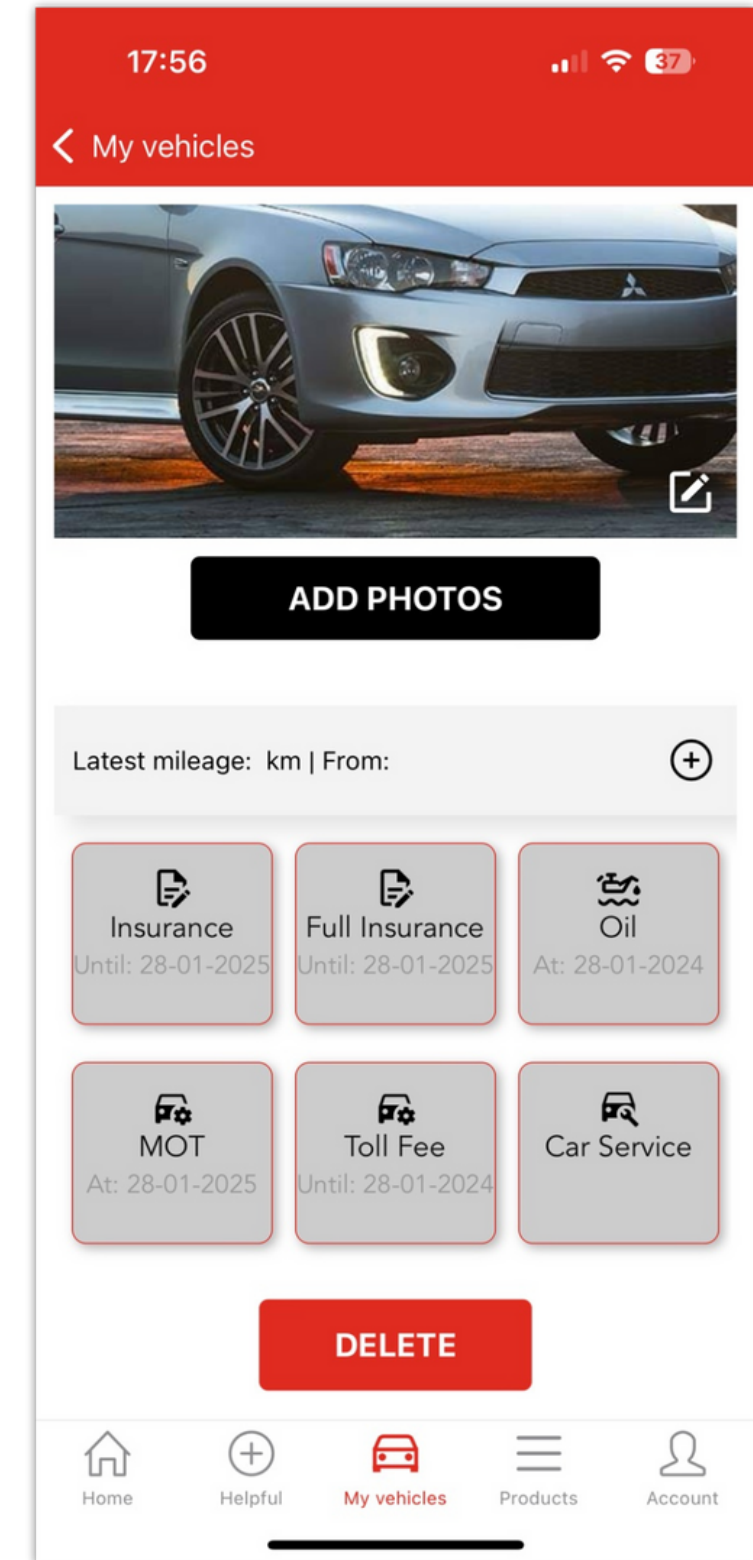 17:56
37
My vehicles
ADD PHOTOS
Latest mileage: km | From:
Insurance
Until: 28-01-2025
Full Insurance
Until: 28-01-2025
Oil
At: 28-01-2024
MOT
At: 28-01-2025
Toll Fee
Until: 28-01-2024
Car Service
DELETE
Home
Helpful
My vehicles
Products
Account